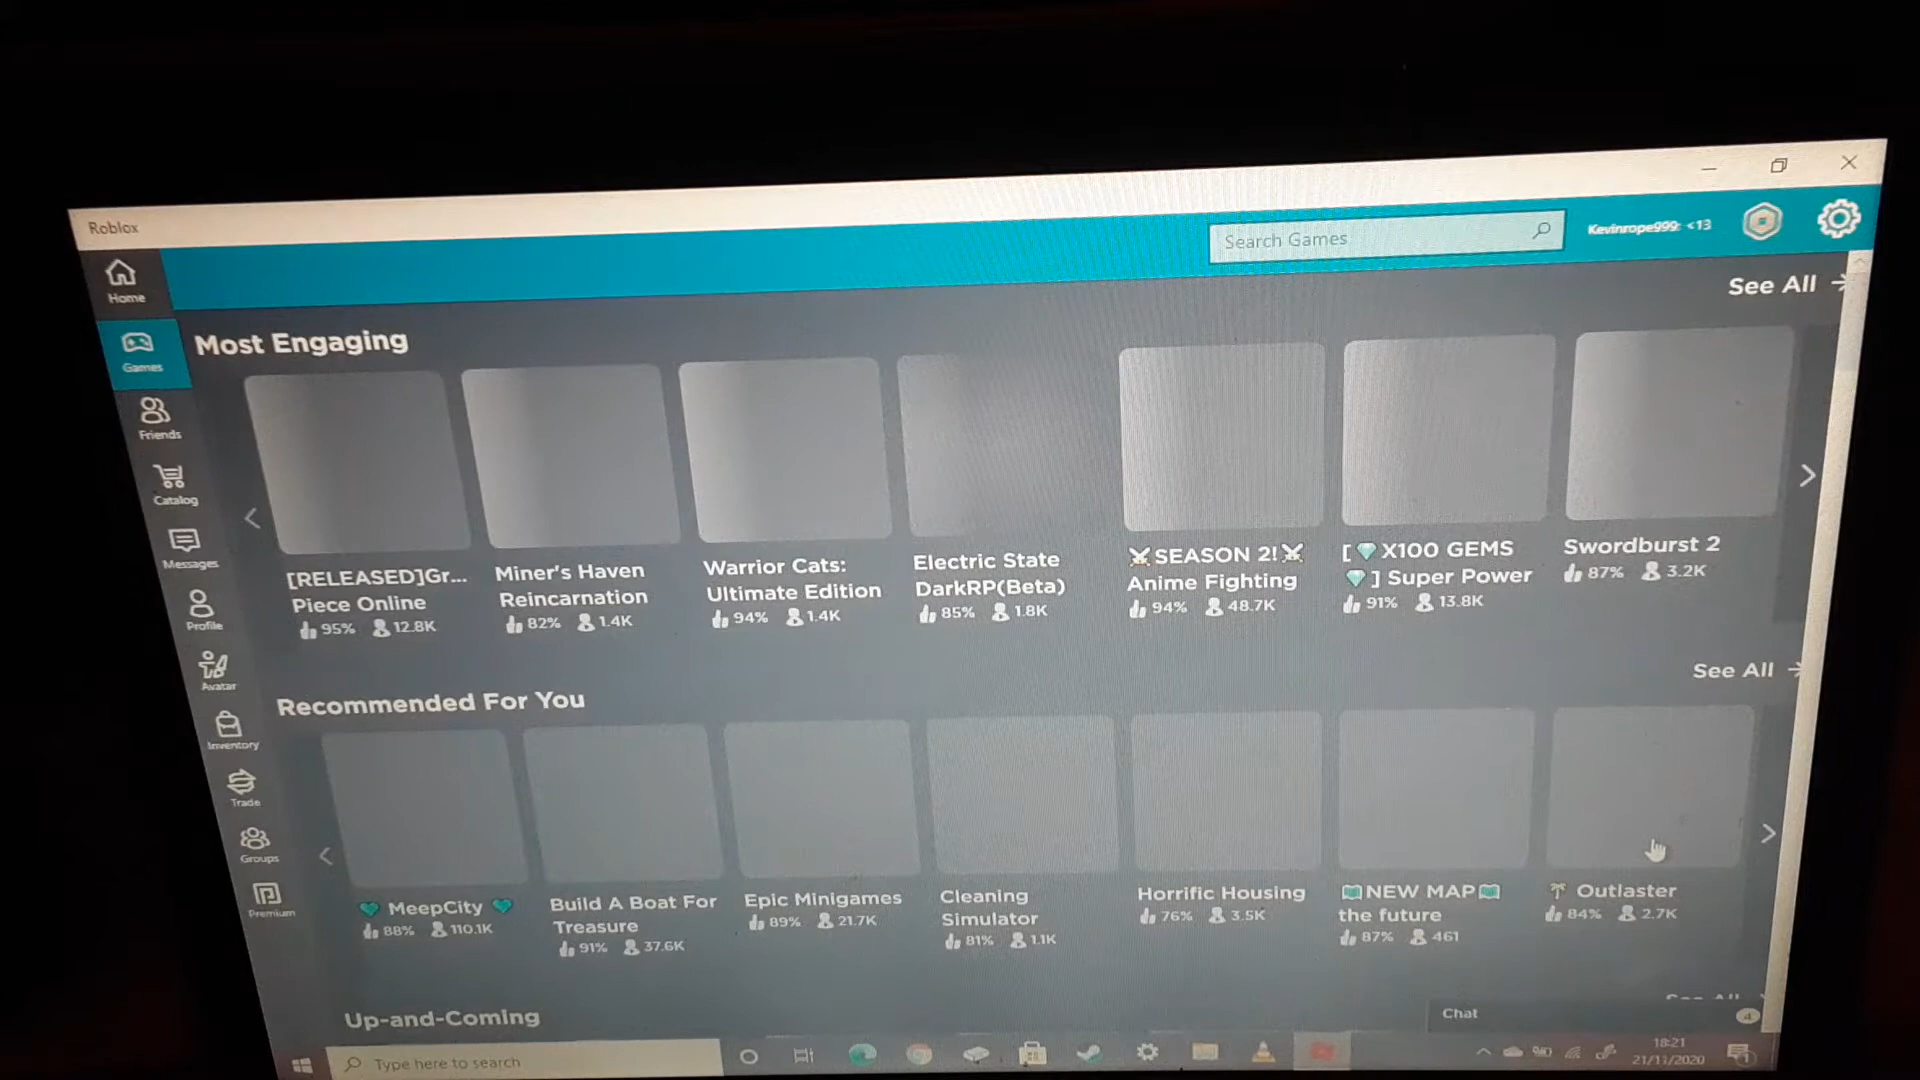 Roblox
Search Games
Kevinrope999: <13
Home
Games
Friends
Catalog
Messages
Profile
Avatar
Inventory
Trade
Groups
Premium
Most Engaging
See All
[RELEASED]Gr...
Piece Online
95% 12.8K
Miner's Haven
Reincarnation
82% 1.4K
Warrior Cats:
Ultimate Edition
94% 1.4K
Electric State
DarkRP(Beta)
85% 1.8K
⚔SEASON 2!⚔
Anime Fighting
94% 48.7K
[💎X100 GEMS
💎] Super Power
91% 13.8K
Swordburst 2
87% 3.2K
Recommended For You
See All
MeepCity
88% 110.1K
Build A Boat For
Treasure
91% 37.6K
Epic Minigames
89% 21.7K
Cleaning
Simulator
81% 1.1K
Horrific Housing
76% 3.5K
NEW MAP
the future
87% 461
🌴 Outlaster
84% 2.7K
Up-and-Coming
See All
Chat
4
Type here to search
18:21
21/11/2020
1